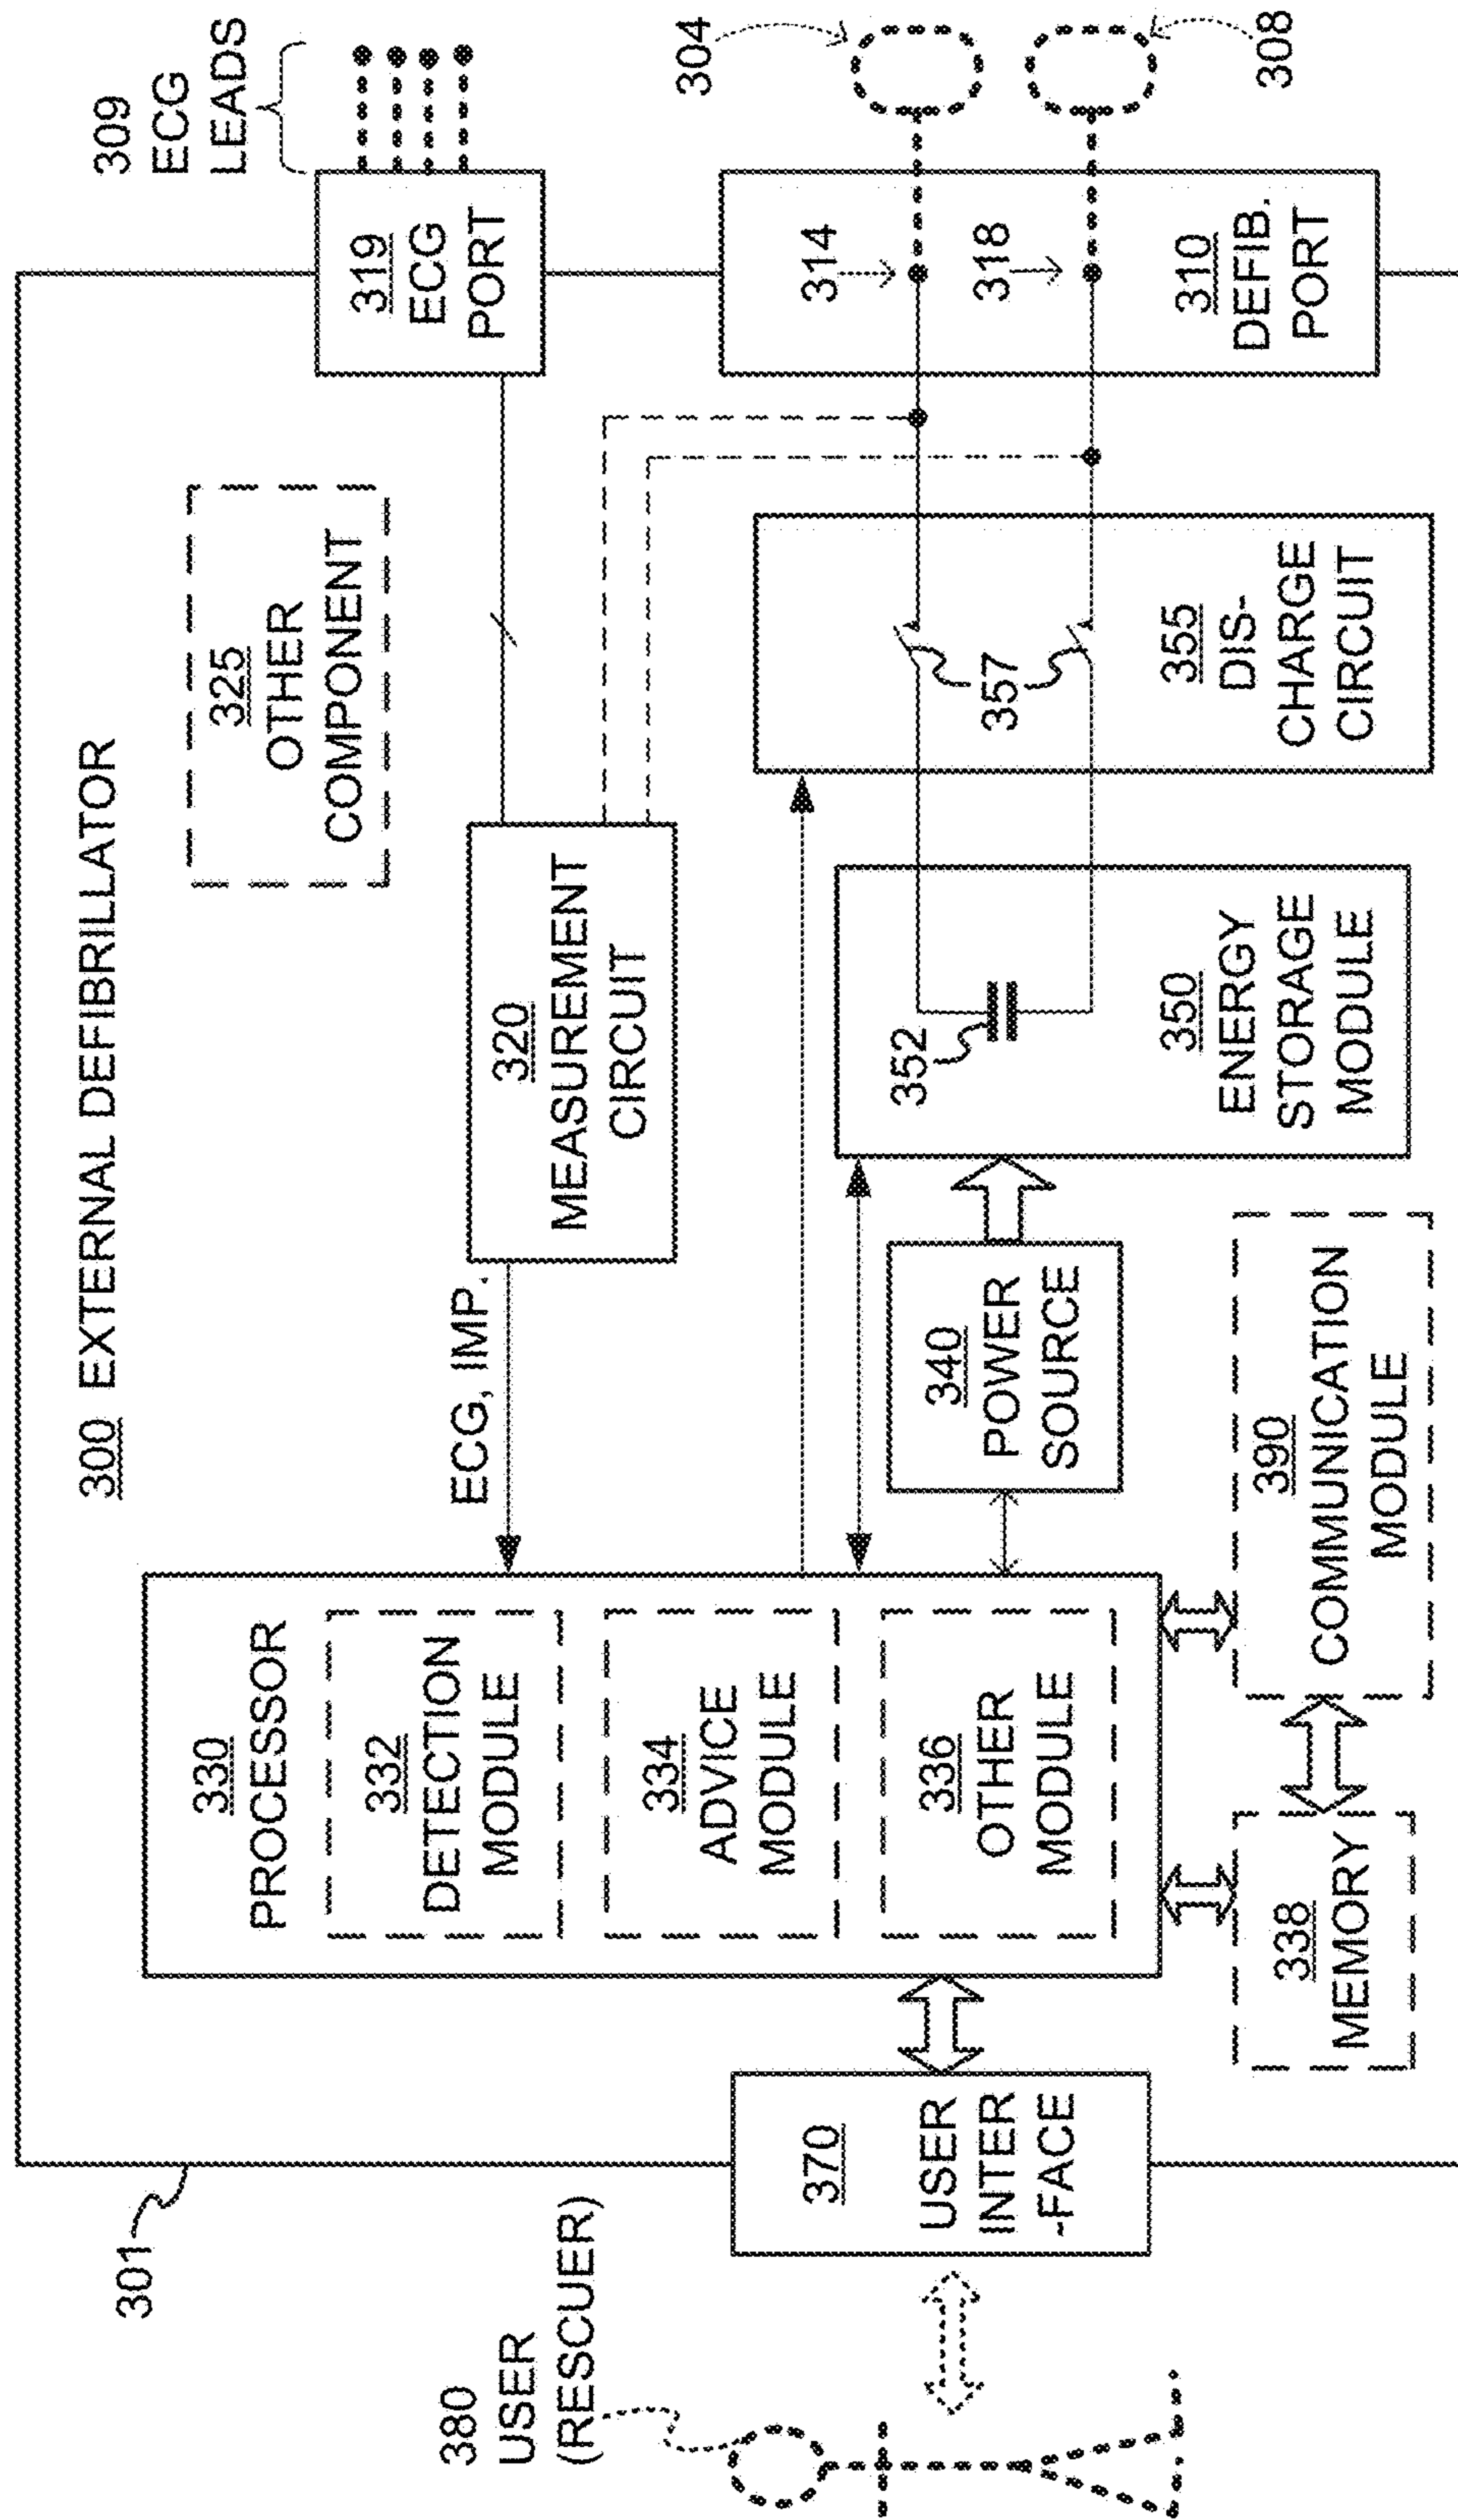 300 EXTERNAL DEFIBRILLATOR
301
309
ECG
LEADS
319
ECG
PORT
325
OTHER
COMPONENT
320
MEASUREMENT
CIRCUIT
ECG, IMP.
330
PROCESSOR
332
DETECTION
MODULE
334
ADVICE
MODULE
336
OTHER
MODULE
380
USER
(RESCUER)
370
USER
INTER
-FACE
338
MEMORY
390
COMMUNICATION
MODULE
340
POWER
SOURCE
352
350
ENERGY
STORAGE
MODULE
357
355
DIS-
CHARGE
CIRCUIT
314
318
310
DEFIB.
PORT
304
308